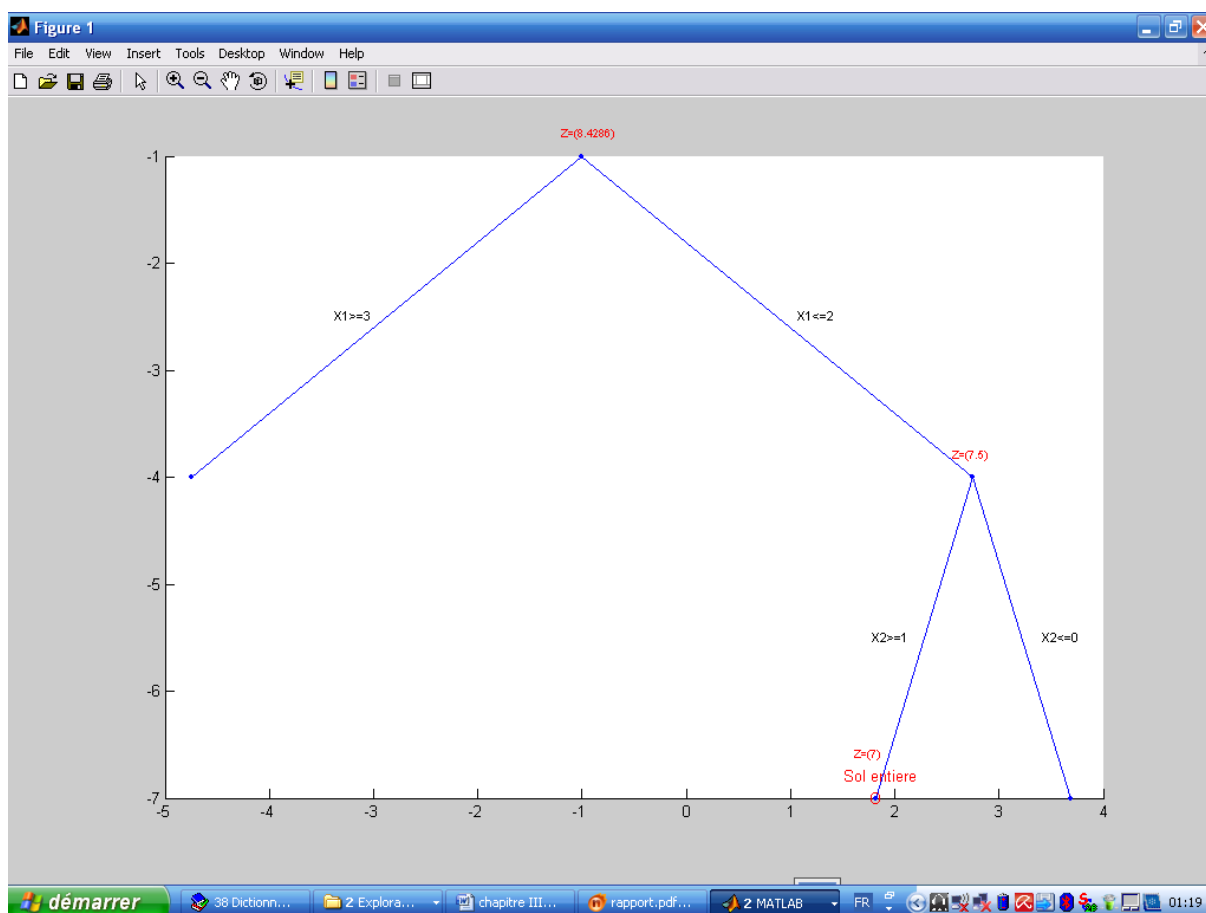 Figure 1
File Edit View Insert Tools Desktop Window Help
Z=(8.4286)
-1
-2
X1>=3 X1<=2
-3
Z=(7.5)
-4
-5
X2>=1 X2<=0
-6
Z=(7)
Sol entiere
-7
-5 -4 -3 -2 -1 0 1 2 3 4
démarrer 38 Dictionn... 2 Explora... chapitre III... rapport.pdf... 2 MATLAB FR 01:19